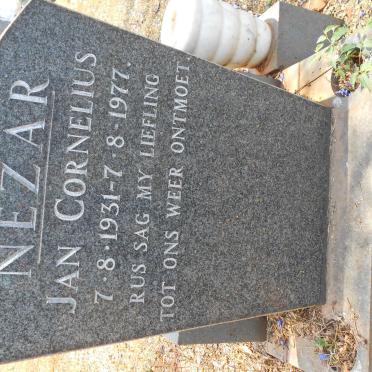 NEZAR
JAN CORNELIUS
7·8·1931-7·8·1977.
RUS SAG MY LIEFLING
TOT ONS WEER ONTMOET